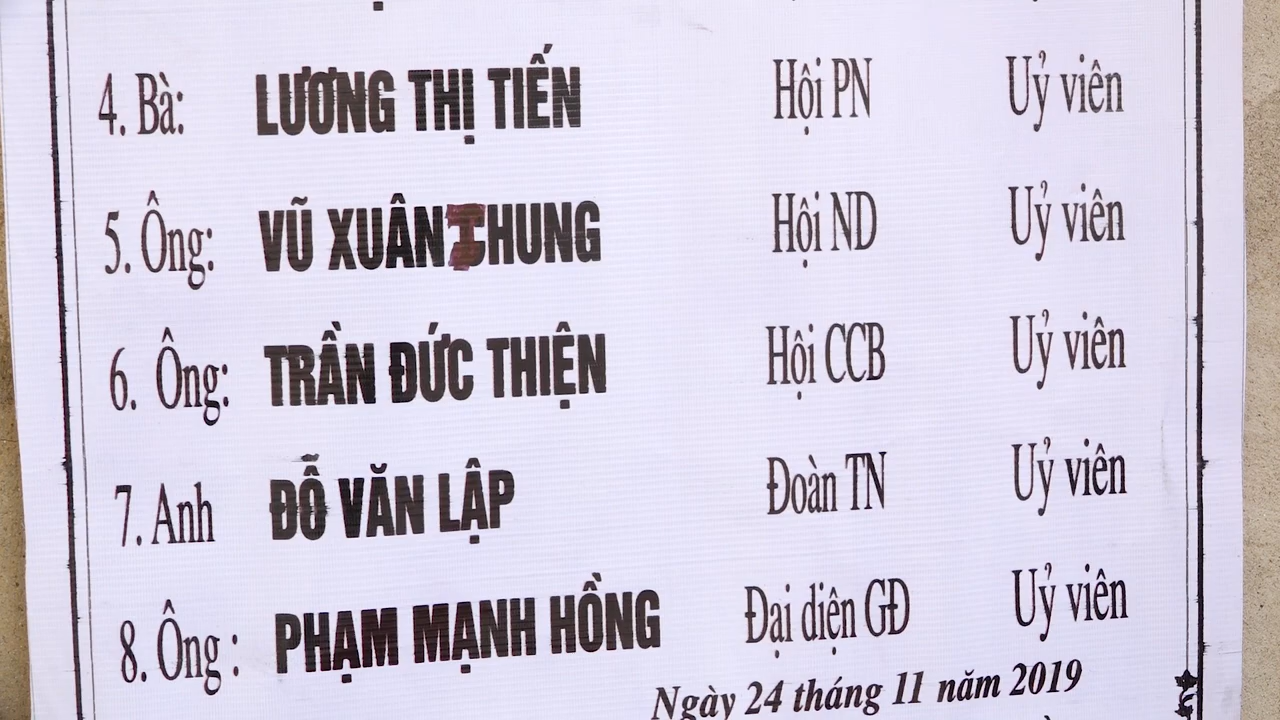 4. Bà: LƯƠNG THỊ TIẾN Hội PN Uỷ viên
5. Ông: VŨ XUÂN THUNG Hội ND Uỷ viên
6. Ông: TRẦN ĐỨC THIỆN Hội CCB Uỷ viên
7. Anh ĐỖ VĂN LẬP Đoàn TN Uỷ viên
8. Ông : PHẠM MẠNH HỒNG Đại diện GĐ Uỷ viên
Ngày 24 tháng 11 năm 2019